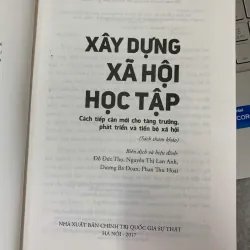 XÂY DỰNG
XÃ HỘI
HỌC TẬP
Cách tiếp cận mới cho tăng trưởng,
phát triển và tiến bộ xã hội
(Sách tham khảo)
Biên dịch và hiệu đính:
Đỗ Đức Thọ, Nguyễn Thị Lan Anh,
Dương Bá Đoan, Phan Thu Hiền
NHÀ XUẤT BẢN CHÍNH TRỊ QUỐC GIA SỰ THẬT
HÀ NỘI - 2017